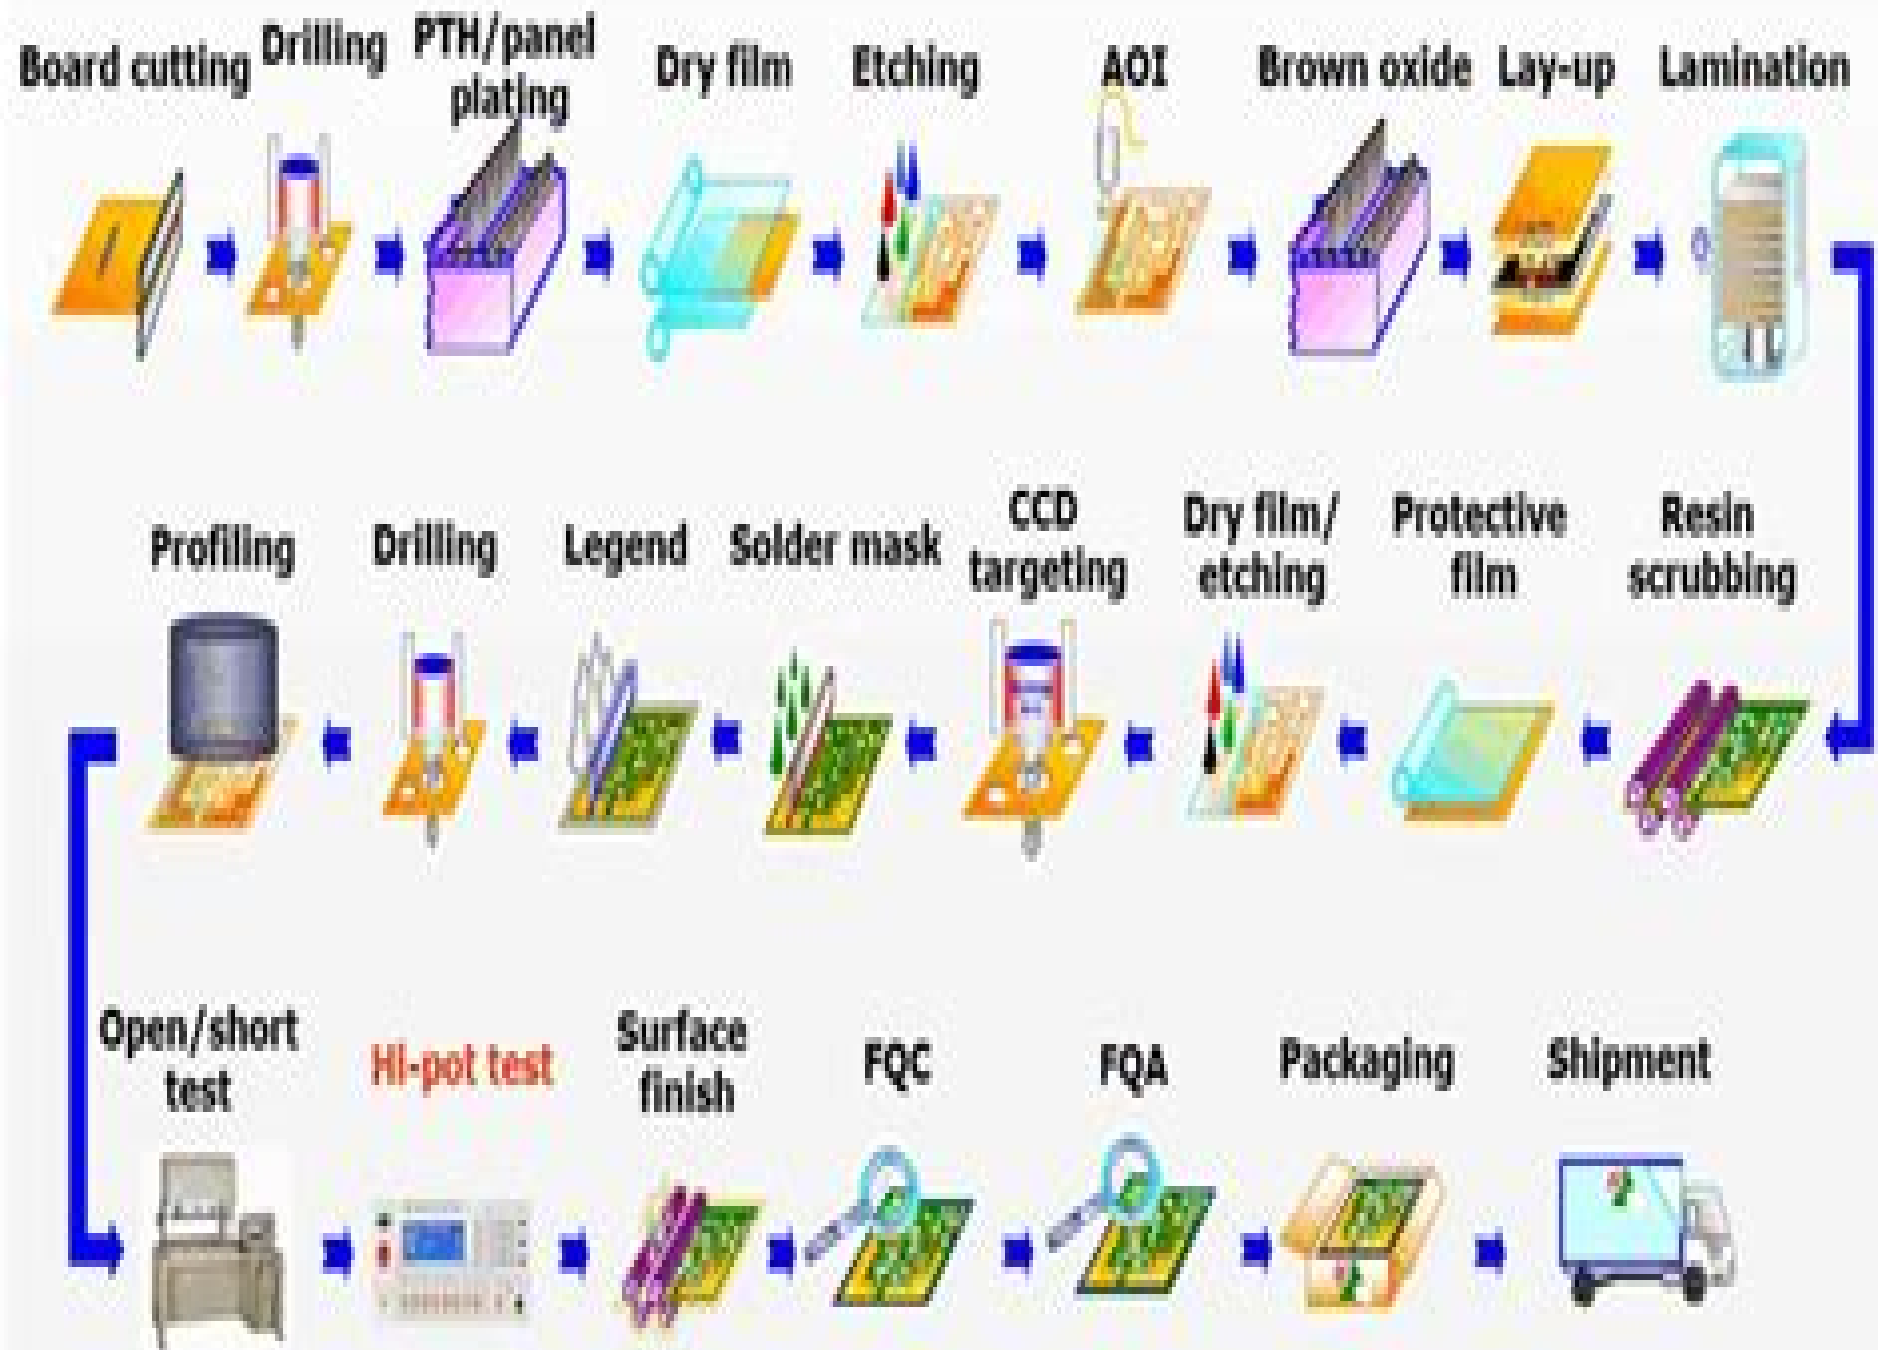 Board cutting
Drilling
PTH/panel
plating
Dry film
Etching
AOI
Brown oxide
Lay-up
Lamination
Resin
scrubbing
Protective
film
Dry film/
etching
CCD
targeting
Solder mask
Legend
Drilling
Profiling
Open/short
test
Hi-pot test
Surface
finish
FQC
FQA
Packaging
Shipment